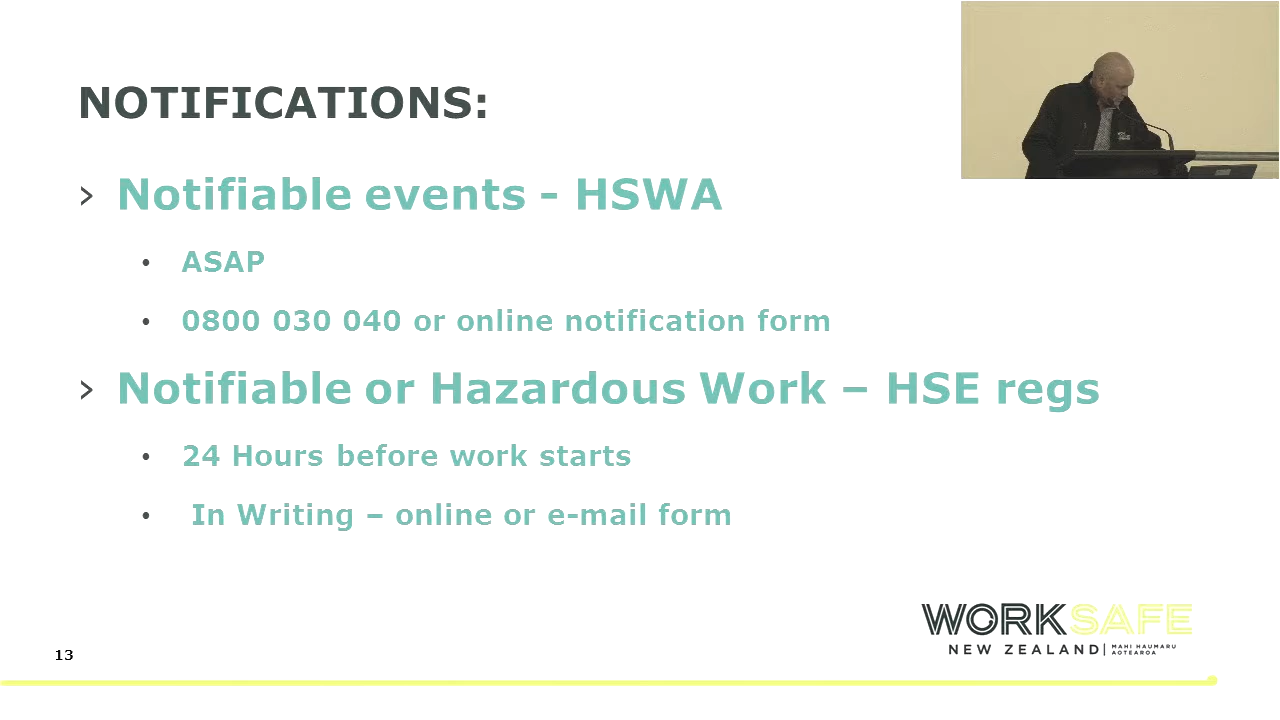 NOTIFICATIONS:
› Notifiable events - HSWA
• ASAP
• 0800 030 040 or online notification form
› Notifiable or Hazardous Work – HSE regs
• 24 Hours before work starts
• In Writing – online or e-mail form
WORKSAFE
NEW ZEALAND | MAHI HAUMARU
AOTEAROA
13